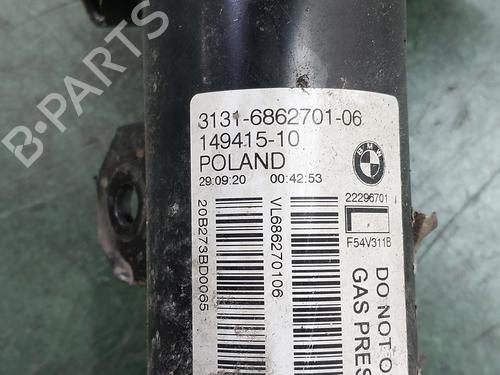 B-PARTS
3131-6862701-06
149415-10
POLAND
29:09:20 00:42:53
BMW
22296701
F54V311B
20B273BD0065
VL686270106
DO NOT O
GAS PRES